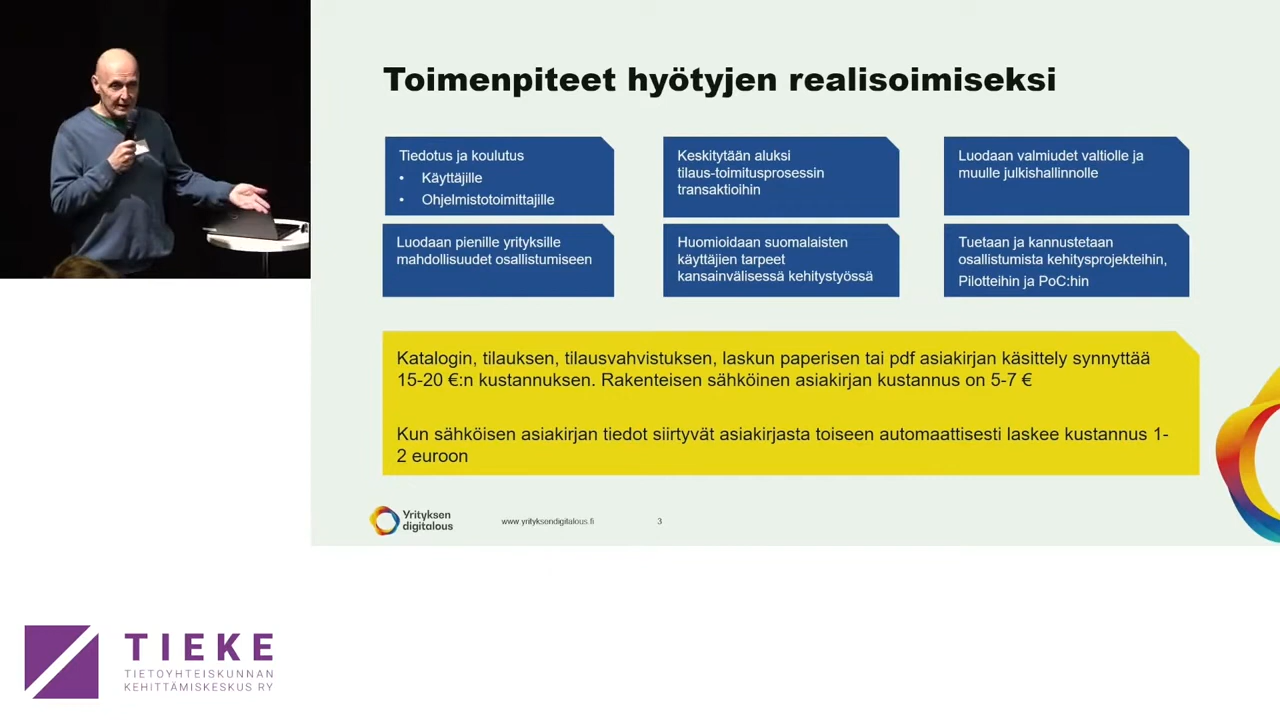 Toimenpiteet hyötyjen realisoimiseksi
Tiedotus ja koulutus
• Käyttäjille
• Ohjelmistotoimittajille
Keskitytään aluksi
tilaus-toimitusprosessin
transaktioihin
Luodaan valmiudet valtiolle ja
muulle julkishallinnolle
Luodaan pienille yrityksille
mahdollisuudet osallistumiseen
Huomioidaan suomalaisten
käyttäjien tarpeet
kansainvälisessä kehitystyössä
Tuetaan ja kannustetaan
osallistumista kehitysprojekteihin,
Pilotteihin ja PoC:hin
Katalogin, tilauksen, tilausvahvistuksen, laskun paperisen tai pdf asiakirjan käsittely synnyttää
15-20 €:n kustannuksen. Rakenteisen sähköinen asiakirjan kustannus on 5-7 €
Kun sähköisen asiakirjan tiedot siirtyvät asiakirjasta toiseen automaattisesti laskee kustannus 1-
2 euroon
Yrityksen
digitalous
www.yrityksendigitalous.fi
3
TIEKE
TIETOYHTEISKUNNAN
KEHITTÄMISKESKUS RY